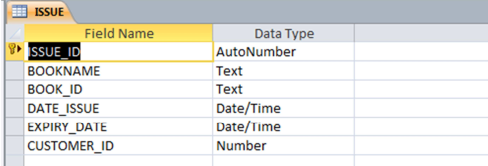 ISSUE
Field Name Data Type
ISSUE_ID AutoNumber
BOOKNAME Text
BOOK_ID Text
DATE_ISSUE Date/Time
EXPIRY_DATE Date/Time
CUSTOMER_ID Number